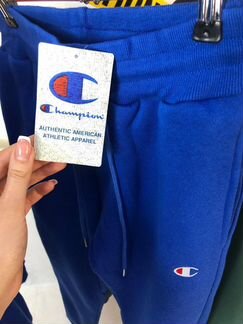 Champion
AUTHENTIC AMERICAN
ATHLETIC APPAREL